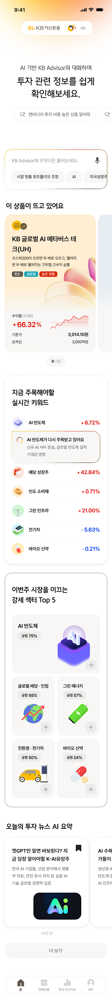 9:41
KB자산운용
AI 기반 KB Advisor와 대화하며
투자 관련 정보를 쉽게
확인해보세요.
엔비디아 투자 비중 높은 상품 알려줘
KB Advisor에 무엇이든 물어보세요.
시장 맞춤 포트폴리오 조정
AI
미국성장주
이 상품이 뜨고 있어요
KOSPI
200
x2
KB 글로벌 AI 메타버스 테
크(UH)
코스피200이 오르면 두 배로 오르고, 떨어지
면 두 배로 떨어지는 고위험·고수익 상품
펀드
글로벌
높은 위험
수익률(3개월)
+66.32%
기준가
3,014.10원
순자산
3,000억원
9 / 50
지금 주목해야할
실시간 키워드
AI 반도체
+6.72%
AI 반도체가 다시 주목받고 있어요
신규 AI 서버 증설, 글로벌 반도체 실적
기대감 영향
배당 성장주
+42.84%
인도 소비재
+0.71%
그린 인프라
+21.00%
전기차
-5.63%
바이오 신약
-0.21%
이번주 시장을 이끄는
강세 섹터 Top 5
AI 반도체
긍정 75%
AI
글로벌 배당 · 인컴
긍정 65%
그린 에너지
긍정 57%
친환경 · 전기차
긍정 50%
바이오 신약
긍정 24%
오늘의 투자 뉴스 AI 요약
챗GPT만 알면 바보된다? 지
금 당장 알아야할 K-AI유망주
한국 AI 기업들, 산업 분야에서 맹활
약 의료, 안전 문서 처리 등 실용 AI
기술 글로벌 경쟁력 입증
Ai
1시간 전
AI 수혜
가들이
생성형 A
반도체 업
AI 인프라
더 보기
홈
전체상품
투자 인사이트
MY